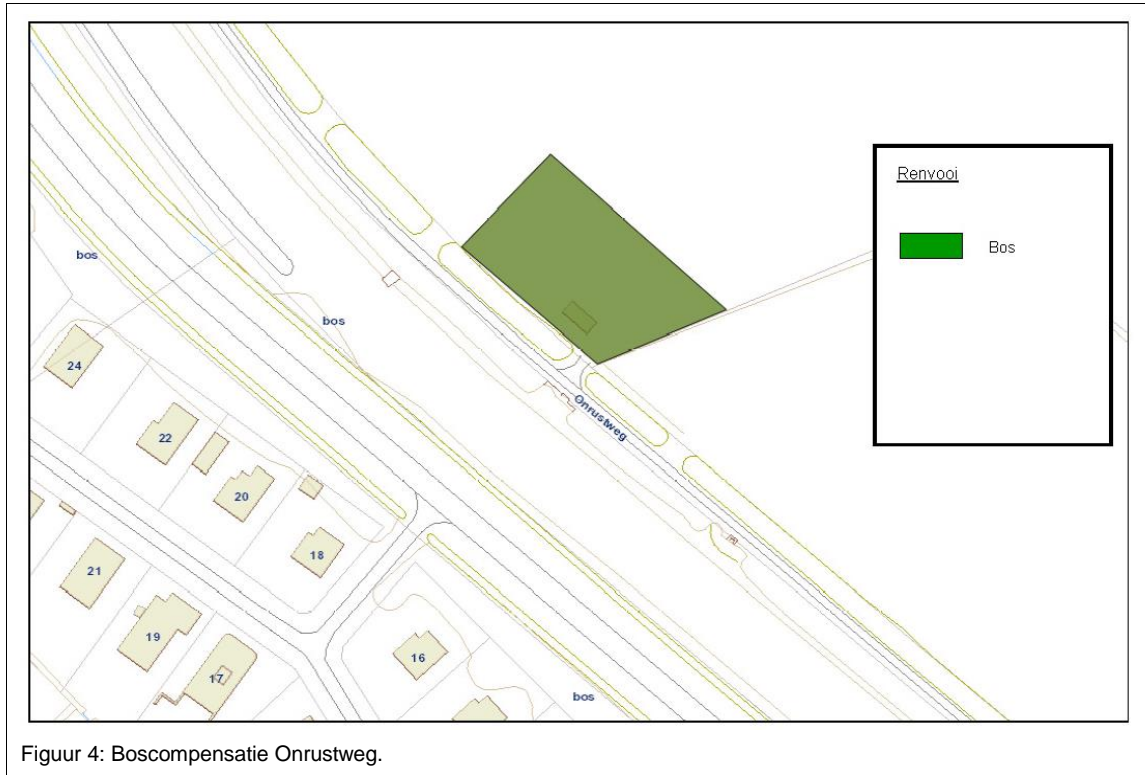 Renvooi
Bos
bos
bos
24
22
20
18
Onrustweg
21
19
17
16
bos
Figuur 4: Boscompensatie Onrustweg.